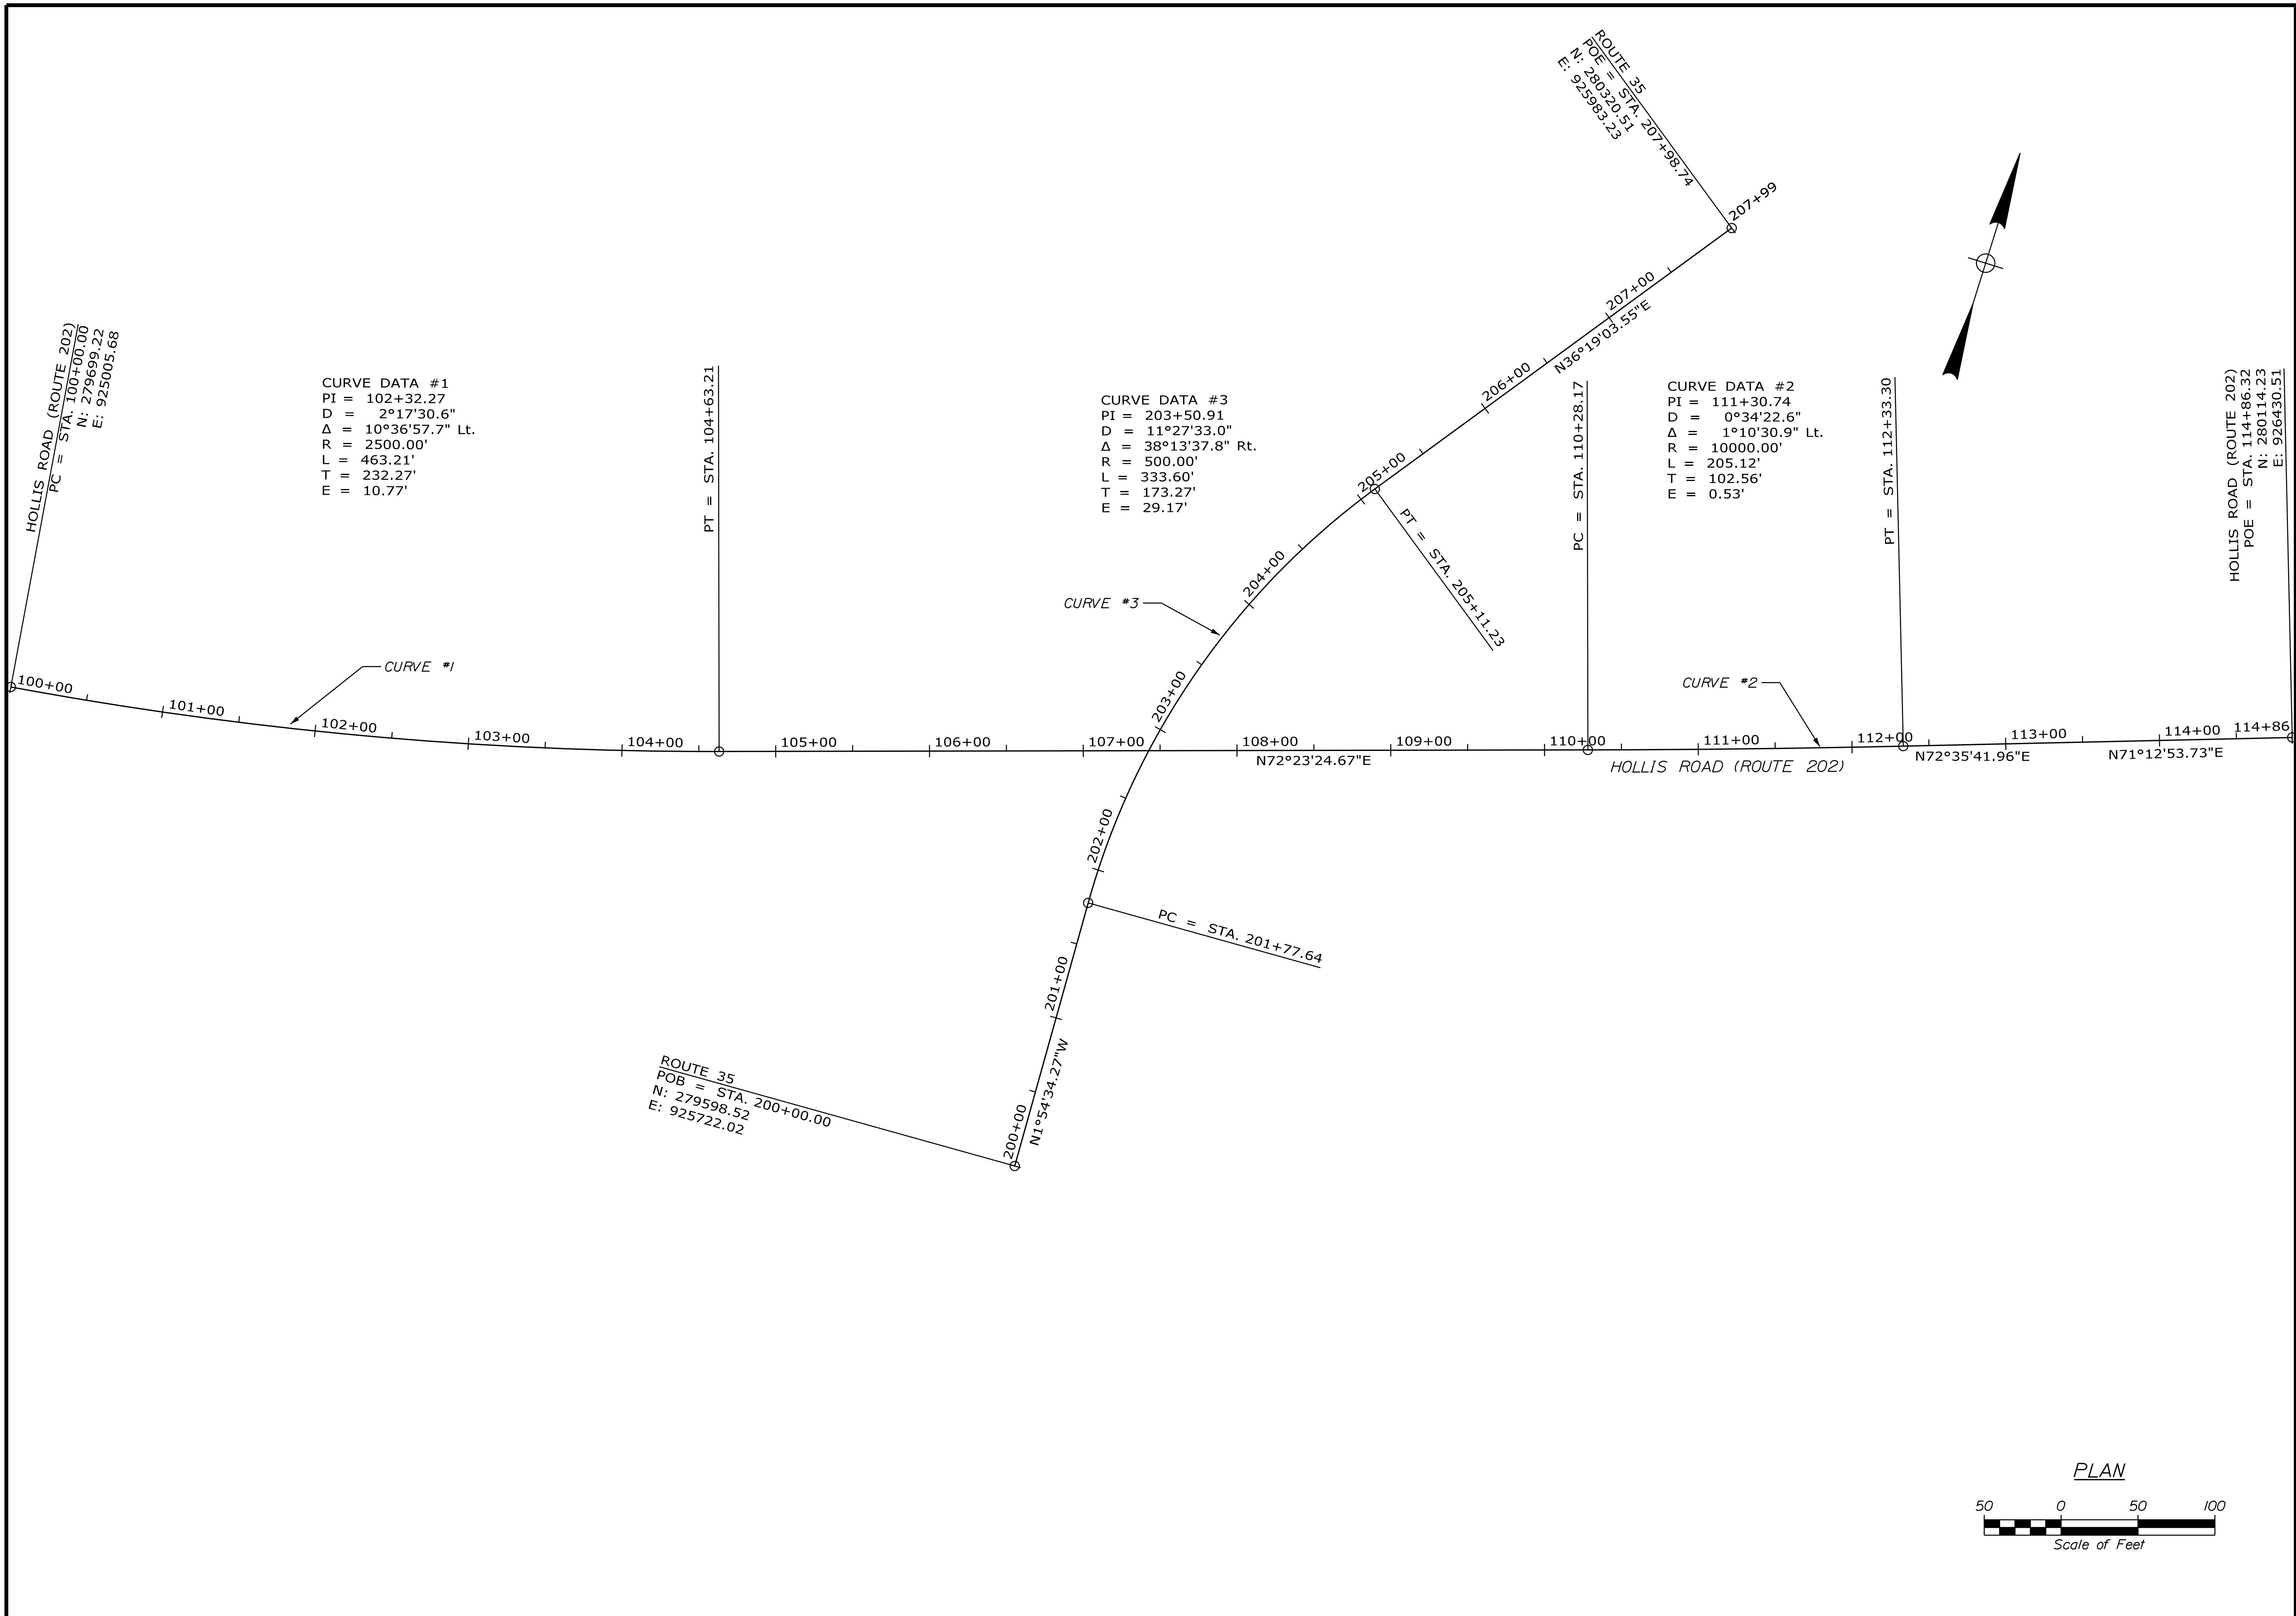 ROUTE 35
POE = STA. 207+98.74
N: 280320.51
E: 925983.23
207+99
HOLLIS ROAD (ROUTE 202)
PC = STA. 100+00.00
N: 279699.22
E: 925005.68
CURVE DATA #1
PI = 102+32.27
D = 2°17'30.6"
Δ = 10°36'57.7" Lt.
R = 2500.00'
L = 463.21'
T = 232.27'
E = 10.77'
PT = STA. 104+63.21
CURVE DATA #3
PI = 203+50.91
D = 11°27'33.0"
Δ = 38°13'37.8" Rt.
R = 500.00'
L = 333.60'
T = 173.27'
E = 29.17'
PC = STA. 110+28.17
CURVE DATA #2
PI = 111+30.74
D = 0°34'22.6"
Δ = 1°10'30.9" Lt.
R = 10000.00'
L = 205.12'
T = 102.56'
E = 0.53'
PT = STA. 112+33.30
HOLLIS ROAD (ROUTE 202)
POE = STA. 114+86.32
N: 280114.23
E: 926430.51
207+00
N36°19'03.55"E
206+00
205+00
PT = STA. 205+11.23
204+00
CURVE #3
203+00
CURVE #1
CURVE #2
100+00
101+00
102+00
103+00
104+00
105+00
106+00
107+00
108+00
109+00
110+00
111+00
112+00
113+00
114+00
114+86
N72°23'24.67"E
HOLLIS ROAD (ROUTE 202)
N72°35'41.96"E
N71°12'53.73"E
202+00
PC = STA. 201+77.64
201+00
N1°54'34.27"W
200+00
ROUTE 35
POB = STA. 200+00.00
N: 279598.52
E: 925722.02
PLAN
50 0 50 100
Scale of Feet